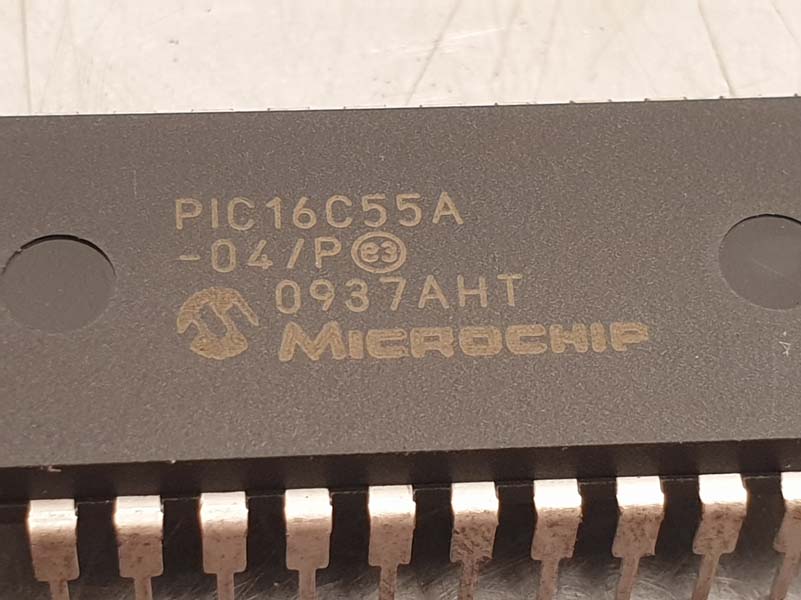 PIC16C55A
-04/P e3
0937AHT
MICROCHIP